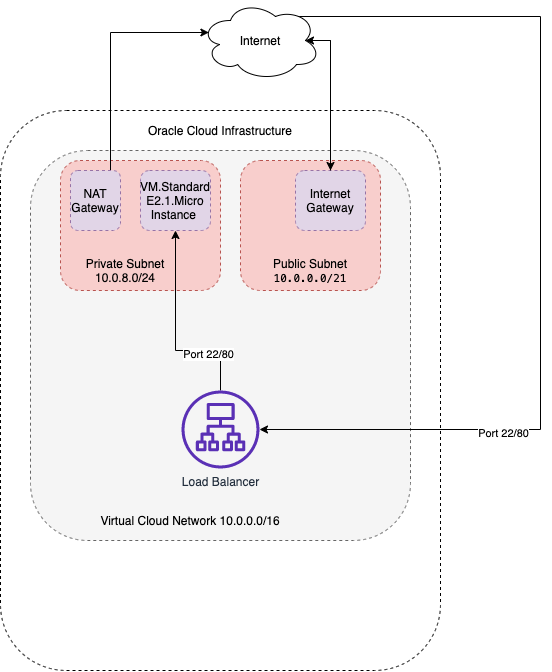 Internet
Oracle Cloud Infrastructure
NAT
Gateway
VM.Standard
E2.1.Micro
Instance
Internet
Gateway
Private Subnet
10.0.8.0/24
Public Subnet
10.0.0.0/21
Port 22/80
Port 22/80
Load Balancer
Virtual Cloud Network 10.0.0.0/16